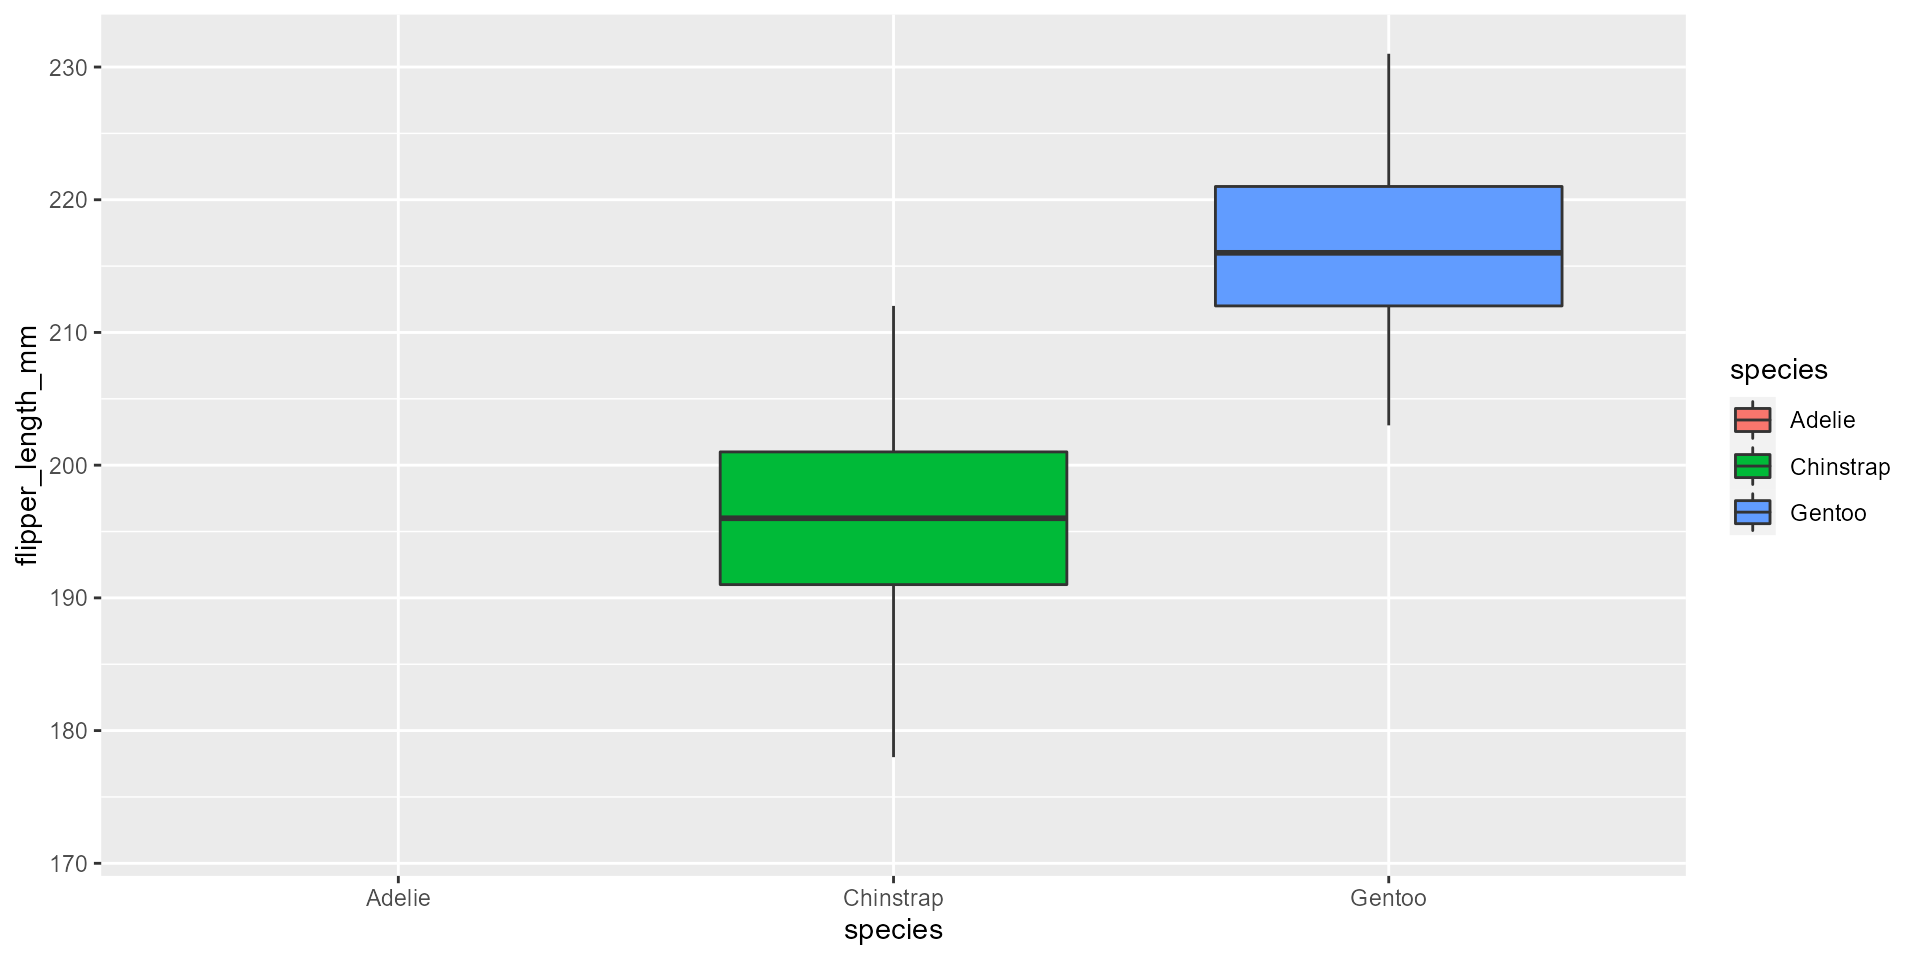 flipper_length_mm
230
220
210
200
190
180
170
Adelie
Chinstrap
Gentoo
species
species
Adelie
Chinstrap
Gentoo